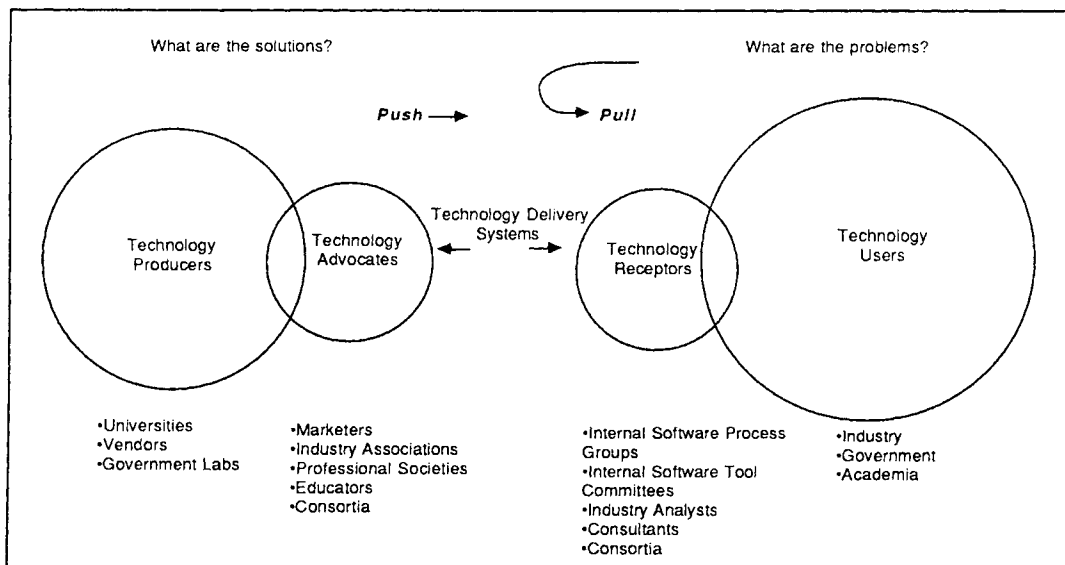 What are the solutions?
What are the problems?
Push
Pull
Technology
Producers
Technology
Advocates
Technology Delivery
Systems
Technology
Receptors
Technology
Users
•Universities
•Vendors
•Government Labs
•Marketers
•Industry Associations
•Professional Societies
•Educators
•Consortia
•Internal Software Process
Groups
•Internal Software Tool
Committees
•Industry Analysts
•Consultants
•Consortia
•Industry
•Government
•Academia